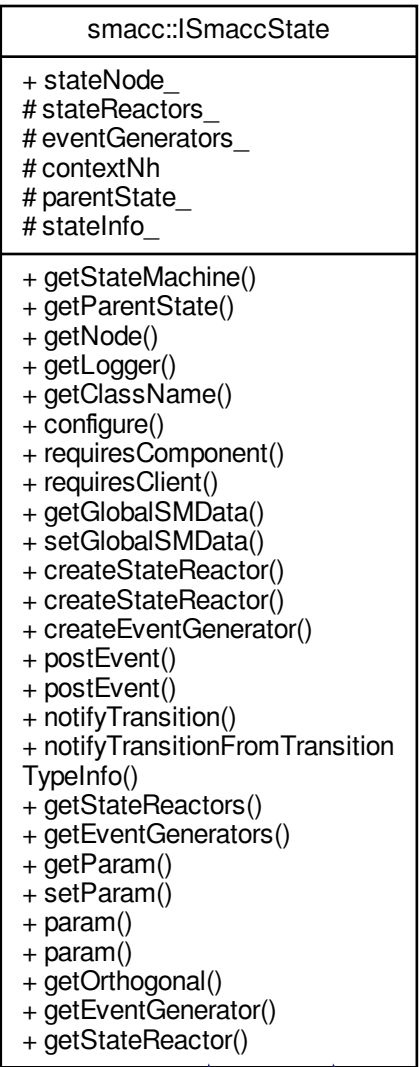 smacc::ISmaccState
+ stateNode_
# stateReactors_
# eventGenerators_
# contextNh
# parentState_
# stateInfo_
+ getStateMachine()
+ getParentState()
+ getNode()
+ getLogger()
+ getClassName()
+ configure()
+ requiresComponent()
+ requiresClient()
+ getGlobalSMData()
+ setGlobalSMData()
+ createStateReactor()
+ createStateReactor()
+ createEventGenerator()
+ postEvent()
+ postEvent()
+ notifyTransition()
+ notifyTransitionFromTransition
TypeInfo()
+ getStateReactors()
+ getEventGenerators()
+ getParam()
+ setParam()
+ param()
+ param()
+ getOrthogonal()
+ getEventGenerator()
+ getStateReactor()